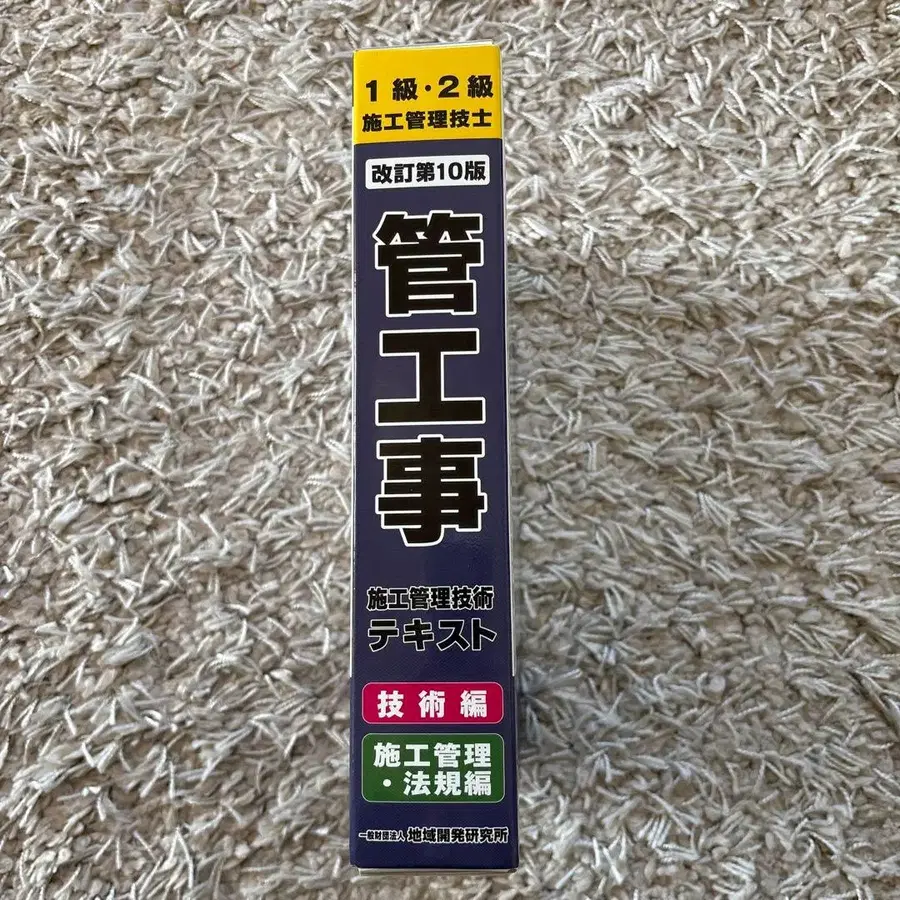 1級・2級
施工管理技士
改訂第10版
管工事
施工管理技術
テキスト
技術編
施工管理
・法規編
一般財団法人 地域開発研究所